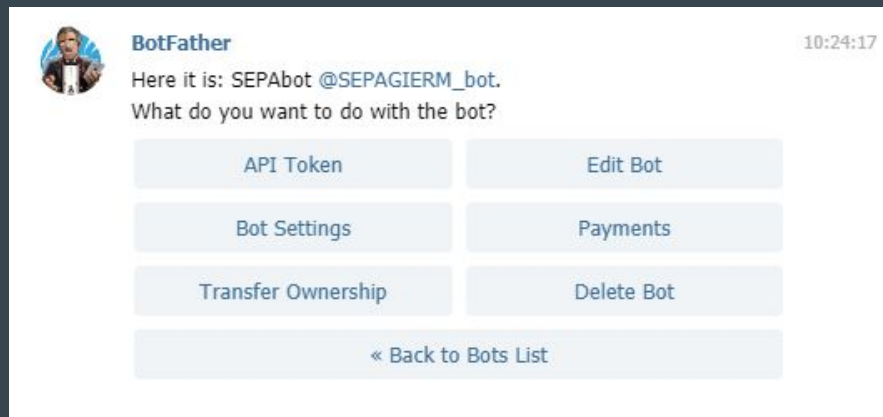 BotFather
10:24:17
Here it is: SEPAbot @SEPAGIERM_bot.
What do you want to do with the bot?
API Token
Edit Bot
Bot Settings
Payments
Transfer Ownership
Delete Bot
« Back to Bots List